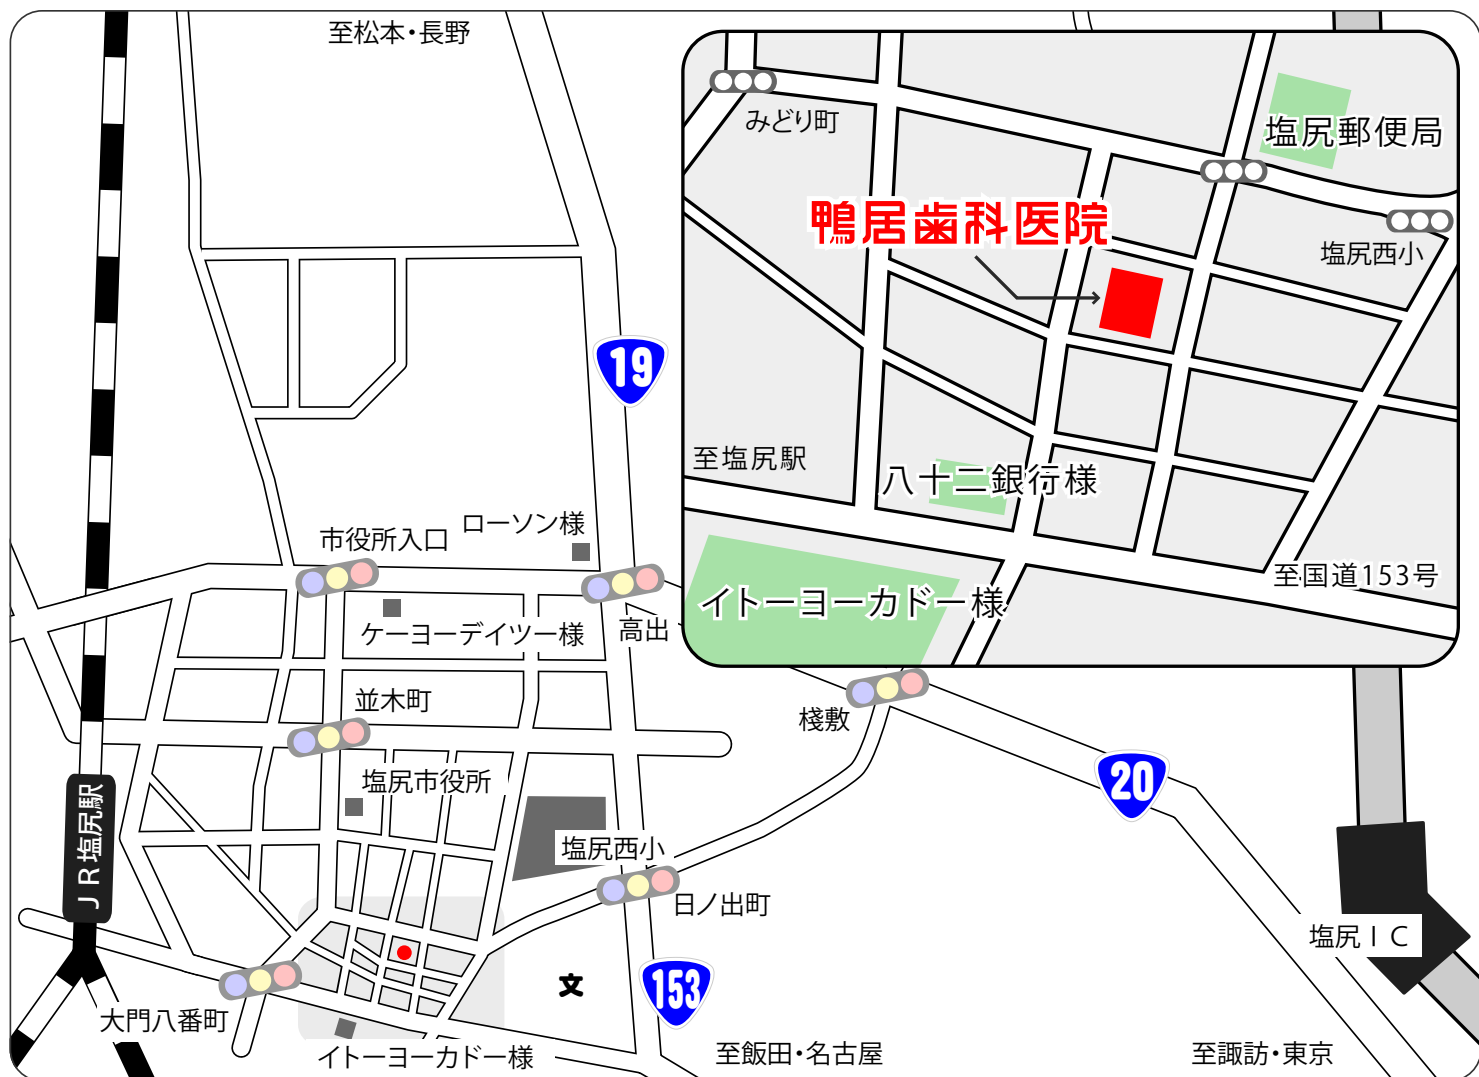 至松本・長野
みどり町
塩尻郵便局
鴨居歯科医院
塩尻西小
至塩尻駅
八十二銀行様
至国道153号
イトーヨーカドー様
19
ローソン様
市役所入口
ケーヨーデイツー様
高出
並木町
棧敷
塩尻市役所
20
JR塩尻駅
塩尻西小
日ノ出町
塩尻IC
文
153
大門八番町
イトーヨーカドー様
至飯田・名古屋
至諏訪・東京